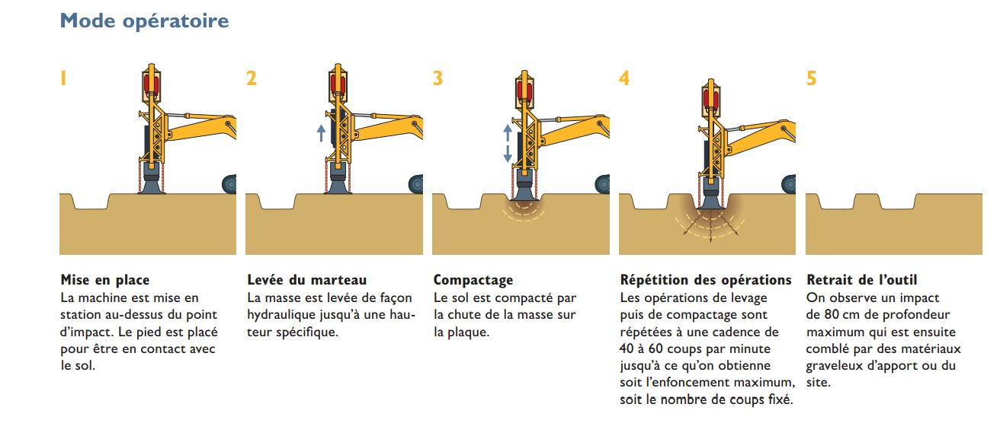 Mode opératoire
1
2
3
4
5
Mise en place
La machine est mise en
station au-dessus du point
d’impact. Le pied est placé
pour être en contact avec
le sol.
Levée du marteau
La masse est levée de façon
hydraulique jusqu’à une hau-
teur spécifique.
Compactage
Le sol est compacté par
la chute de la masse sur
la plaque.
Répétition des opérations
Les opérations de levage
puis de compactage sont
répétées à une cadence de
40 à 60 coups par minute
jusqu’à ce qu’on obtienne
soit l’enfoncement maximum,
soit le nombre de coups fixé.
Retrait de l’outil
On observe un impact
de 80 cm de profondeur
maximum qui est ensuite
comblé par des matériaux
graveleux d’apport ou du
site.